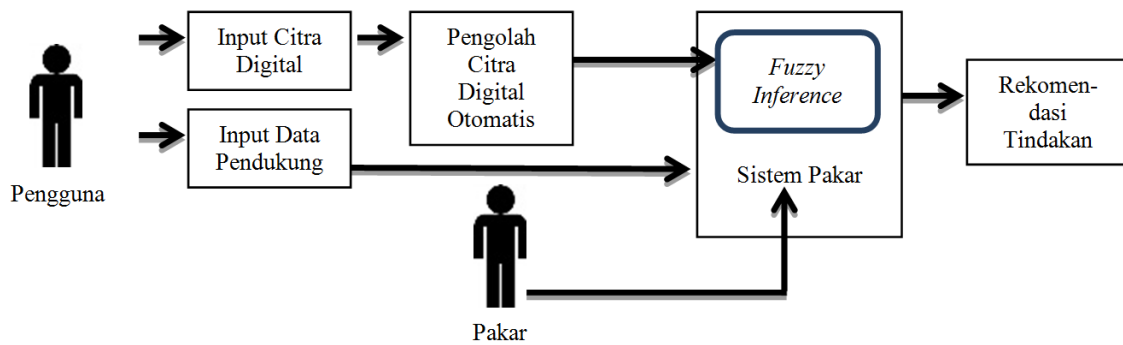 Pengguna
Input Citra
Digital
Input Data
Pendukung
Pengolah
Citra
Digital
Otomatis
Pakar
Fuzzy
Inference
Sistem Pakar
Rekomen-
dasi
Tindakan